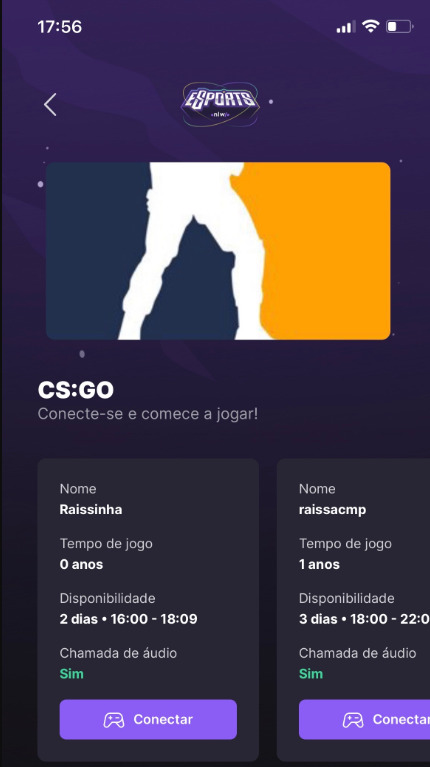 17:56
ESPORTS
nlw
CS:GO
Conecte-se e comece a jogar!
Nome
Raissinha
Tempo de jogo
0 anos
Disponibilidade
2 dias • 16:00 - 18:09
Chamada de áudio
Sim
Conectar
Nome
raissacmp
Tempo de jogo
1 anos
Disponibilidade
3 dias • 18:00 - 22:0
Chamada de áudio
Sim
Conectar